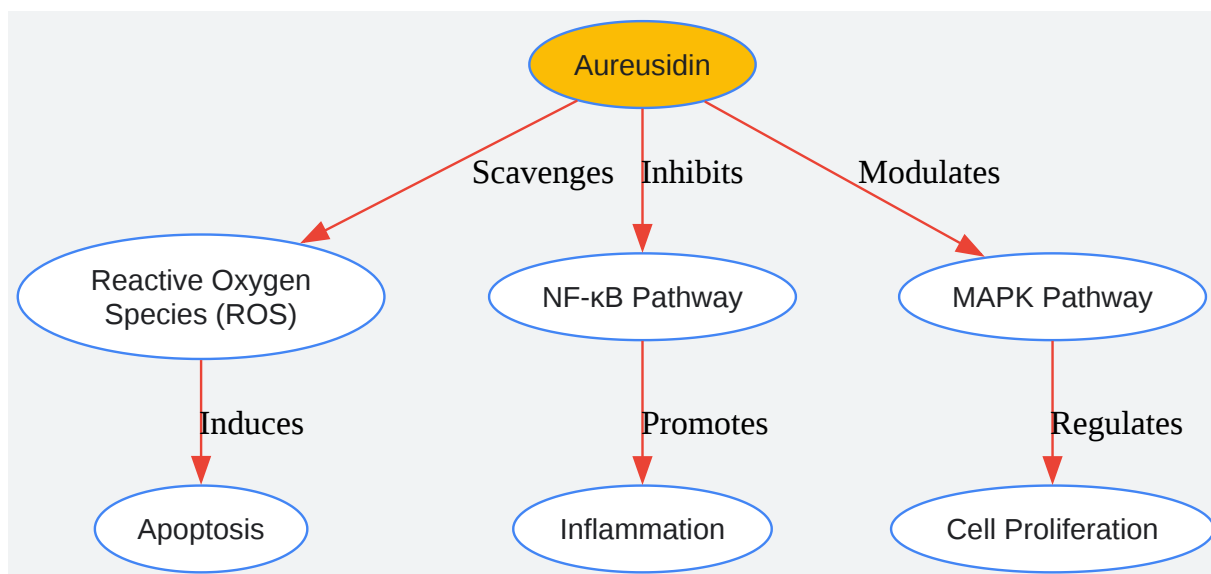 Aureusidin
Scavenges
Inhibits
Modulates
Reactive Oxygen
Species (ROS)
NF-κB Pathway
MAPK Pathway
Induces
Promotes
Regulates
Apoptosis
Inflammation
Cell Proliferation